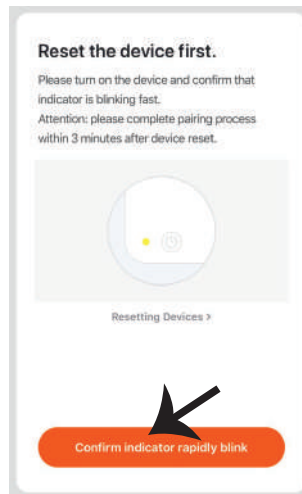 Reset the device first.
Please turn on the device and confirm that
indicator is blinking fast.
Attention: please complete pairing process
within 3 minutes after device reset.
Resetting Devices >
Confirm indicator rapidly blink